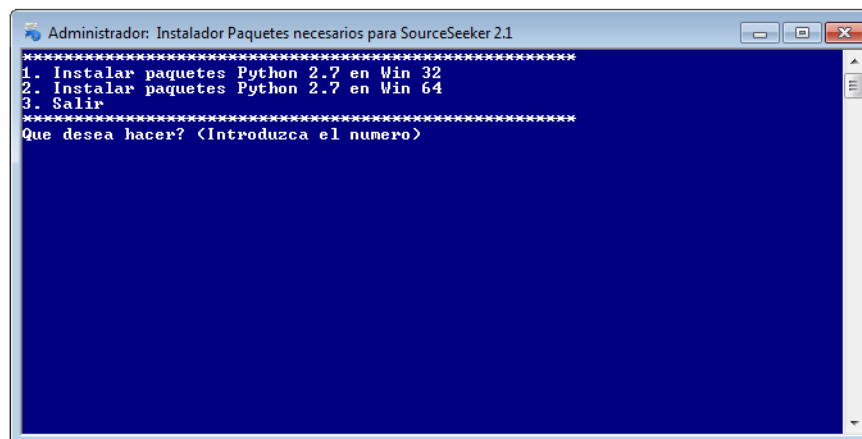 Administrador: Instalador Paquetes necesarios para SourceSeeker 2.1
******************************************************
1. Instalar paquetes Python 2.7 en Win 32
2. Instalar paquetes Python 2.7 en Win 64
3. Salir
******************************************************
Que desea hacer? (Introduzca el numero)